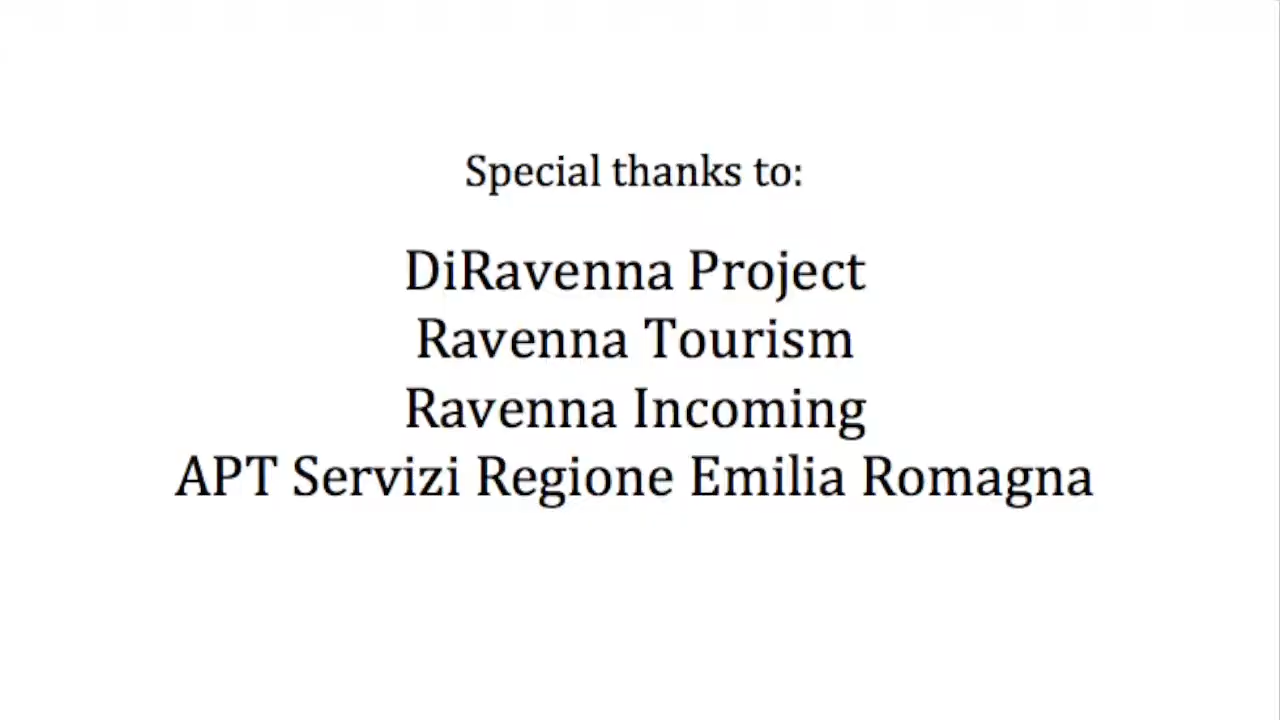 Special thanks to:
DiRavenna Project
Ravenna Tourism
Ravenna Incoming
APT Servizi Regione Emilia Romagna